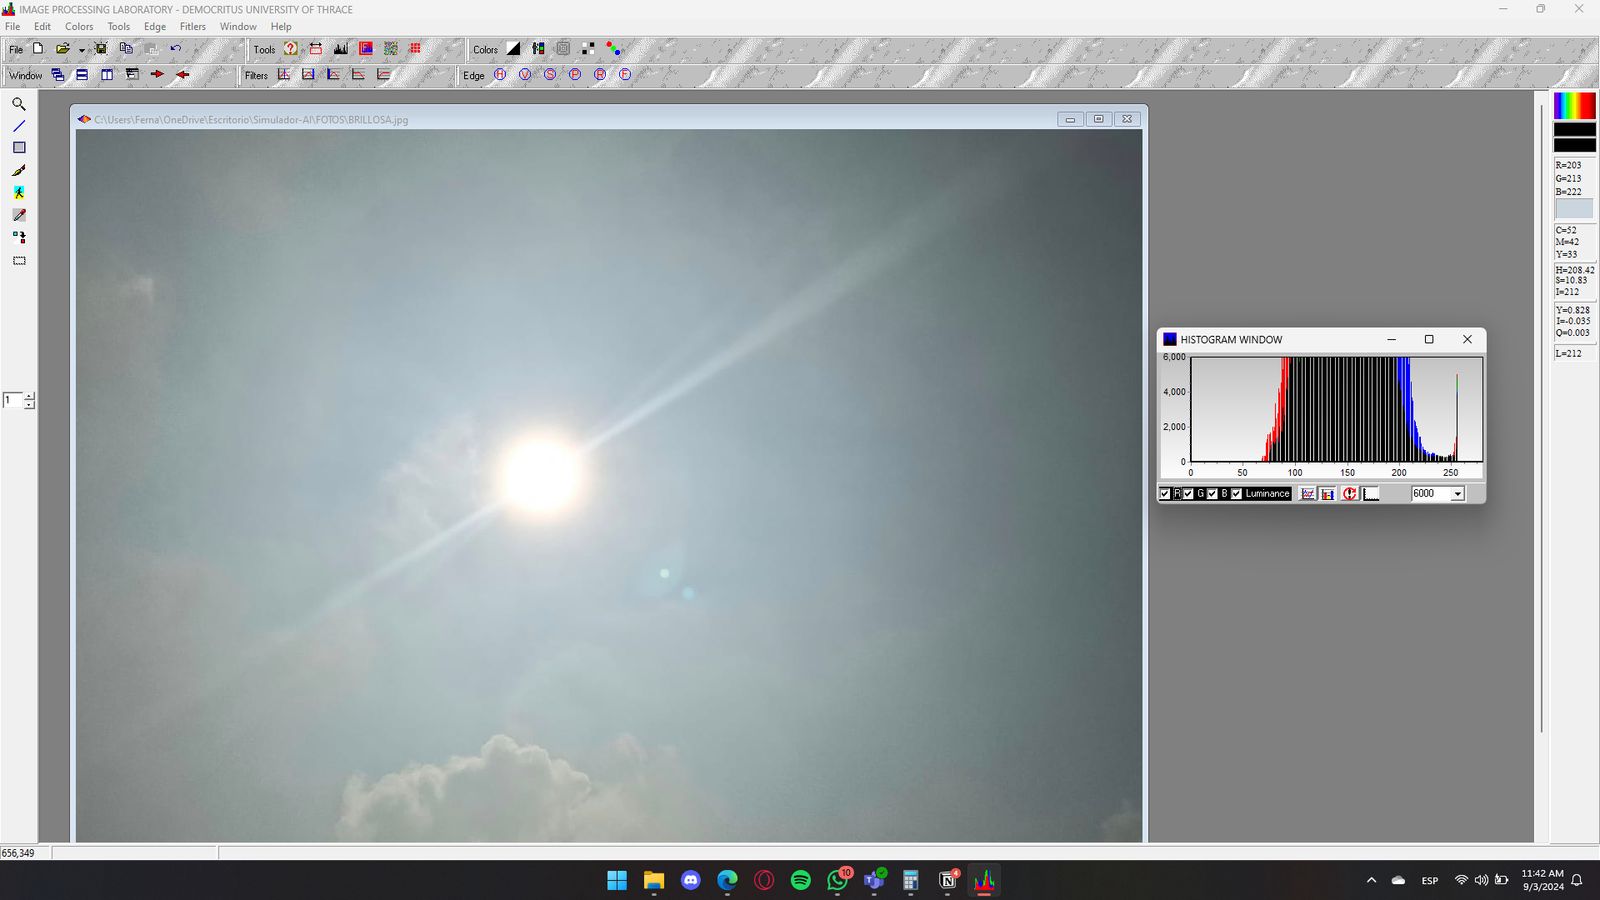 IMAGE PROCESSING LABORATORY - DEMOCRITUS UNIVERSITY OF THRACE
File Edit Colors Tools Edge Fitlers Window Help
File Tools Colors
Window Filters Edge H V S P R F
C:\Users\Ferna\OneDrive\Escritorio\Simulador-AI\FOTOS\BRILLOSA.jpg
R=203
G=213
B=222
C=52
M=42
Y=33
H=208.42
S=10.83
I=212
Y=0.828
I=-0.035
Q=0.003
L=212
HISTOGRAM WINDOW
6,000
4,000
2,000
0
0 50 100 150 200 250
R G B Luminance 6000
1
656,349
10
4
ESP
11:42 AM
9/3/2024